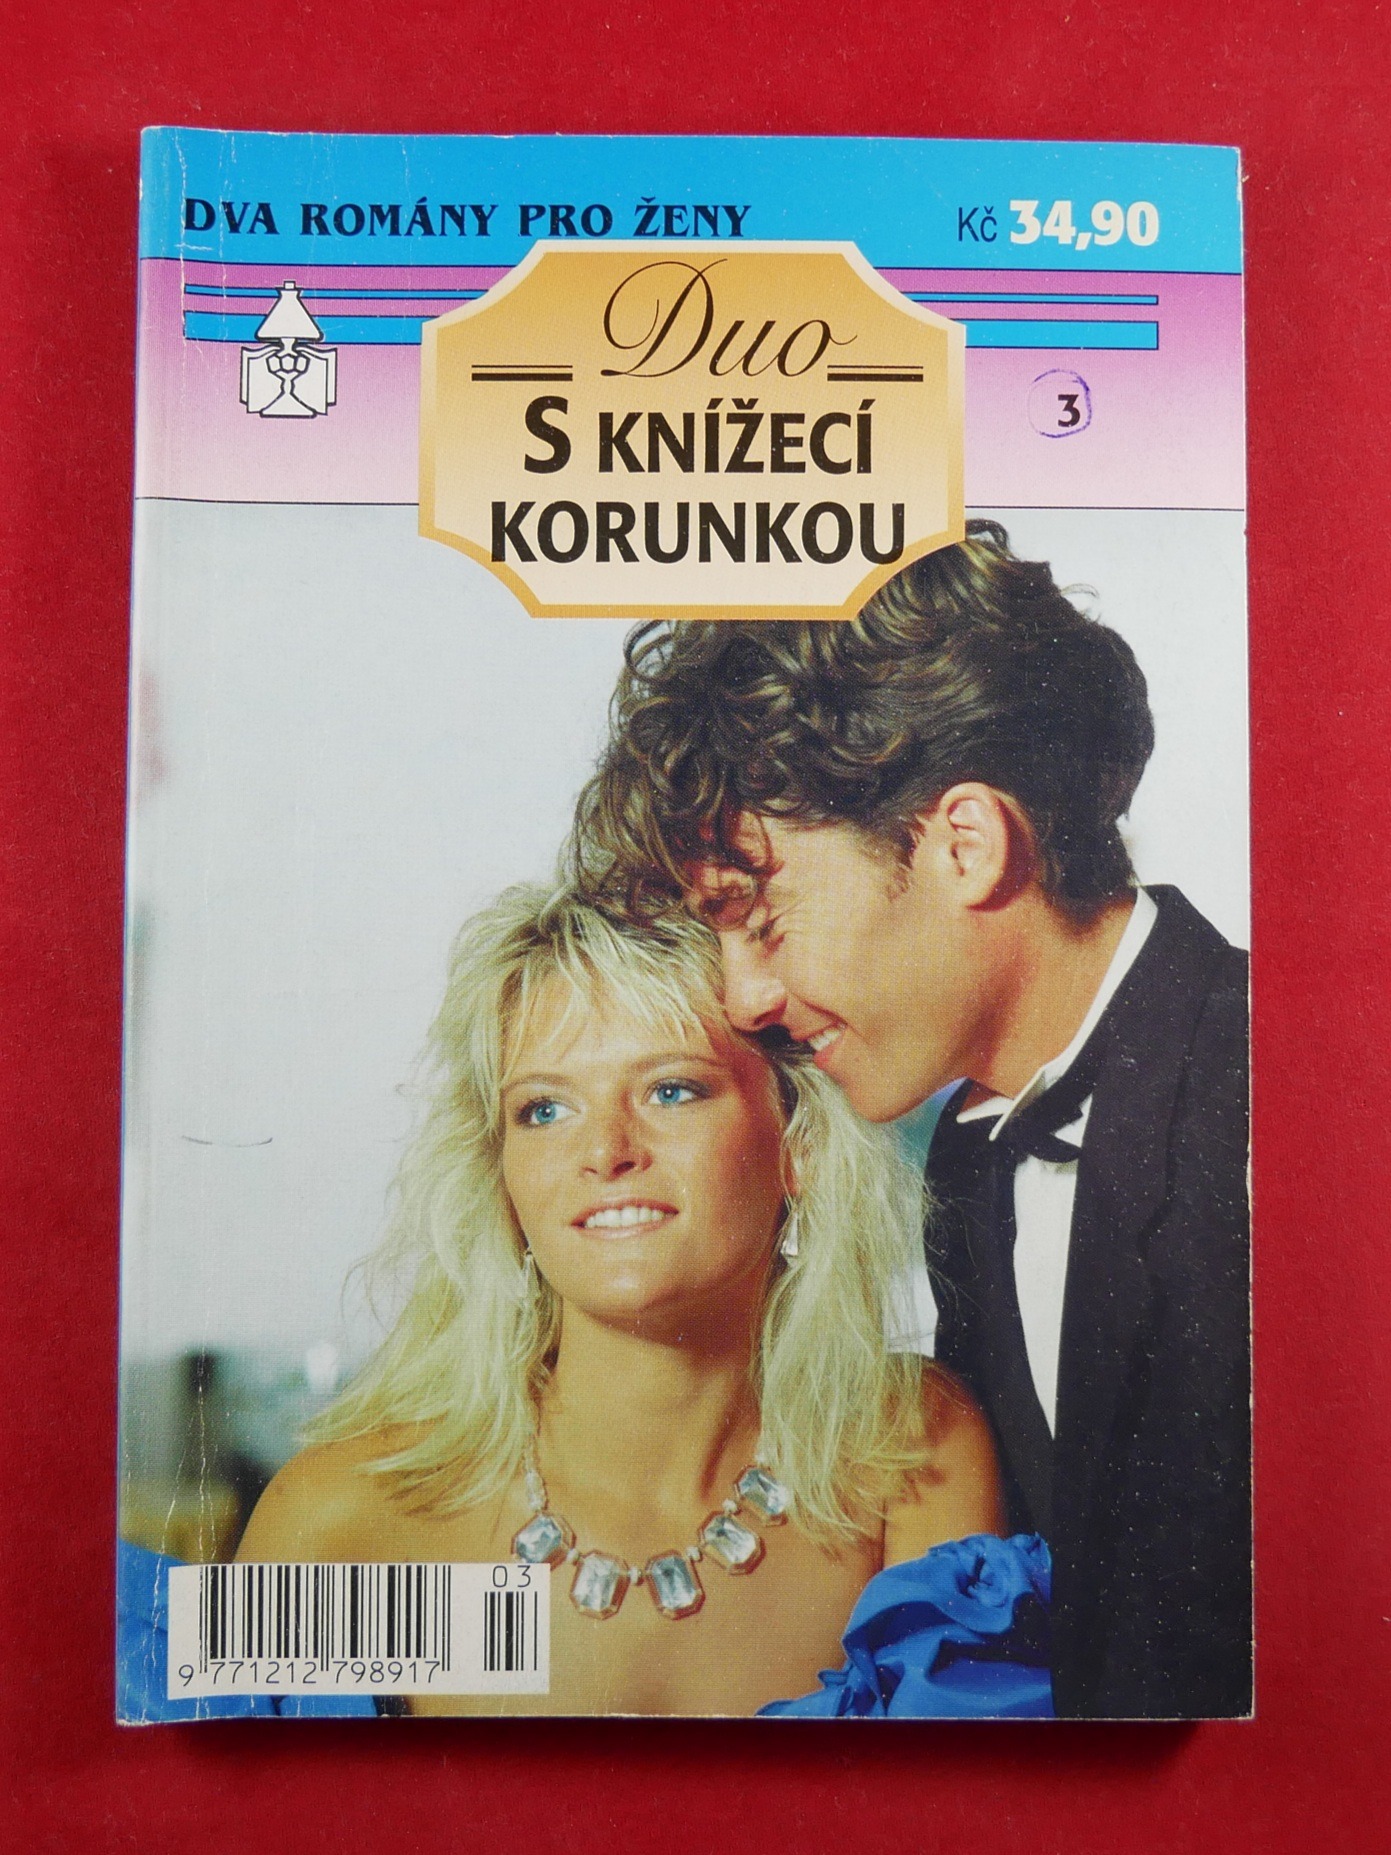 DVA ROMÁNY PRO ŽENY
Kč 34,90
Duo
S KNÍŽECÍ
KORUNKOU
3
03
9 771212 798917